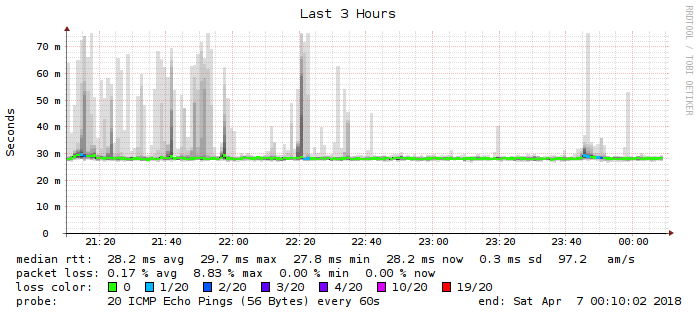 Last 3 Hours
RRDTOOL / TOBI OETIKER
Seconds
70 m
60 m
50 m
40 m
30 m
20 m
10 m
0
21:20 21:40 22:00 22:20 22:40 23:00 23:20 23:40 00:00
median rtt: 28.2 ms avg 29.7 ms max 27.8 ms min 28.2 ms now 0.3 ms sd 97.2 am/s
packet loss: 0.17 % avg 8.83 % max 0.00 % min 0.00 % now
loss color: 0 1/20 2/20 3/20 4/20 10/20 19/20
probe: 20 ICMP Echo Pings (56 Bytes) every 60s end: Sat Apr 7 00:10:02 2018